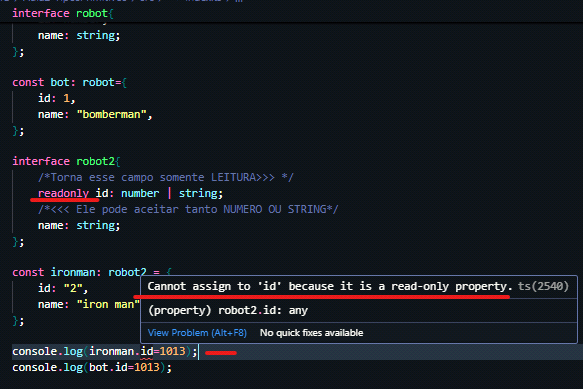 interface robot{
name: string;
};
const bot: robot={
id: 1,
name: "bomberman",
};
interface robot2{
/*Torna esse campo somente LEITURA>>> */
readonly id: number | string;
/*<<< Ele pode aceitar tanto NUMERO OU STRING*/
name: string;
};
const ironman: robot2 = {
id: "2",
name: "iron man"
};
Cannot assign to 'id' because it is a read-only property. ts(2540)
(property) robot2.id: any
View Problem (Alt+F8) No quick fixes available
console.log(ironman.id=1013);
console.log(bot.id=1013);